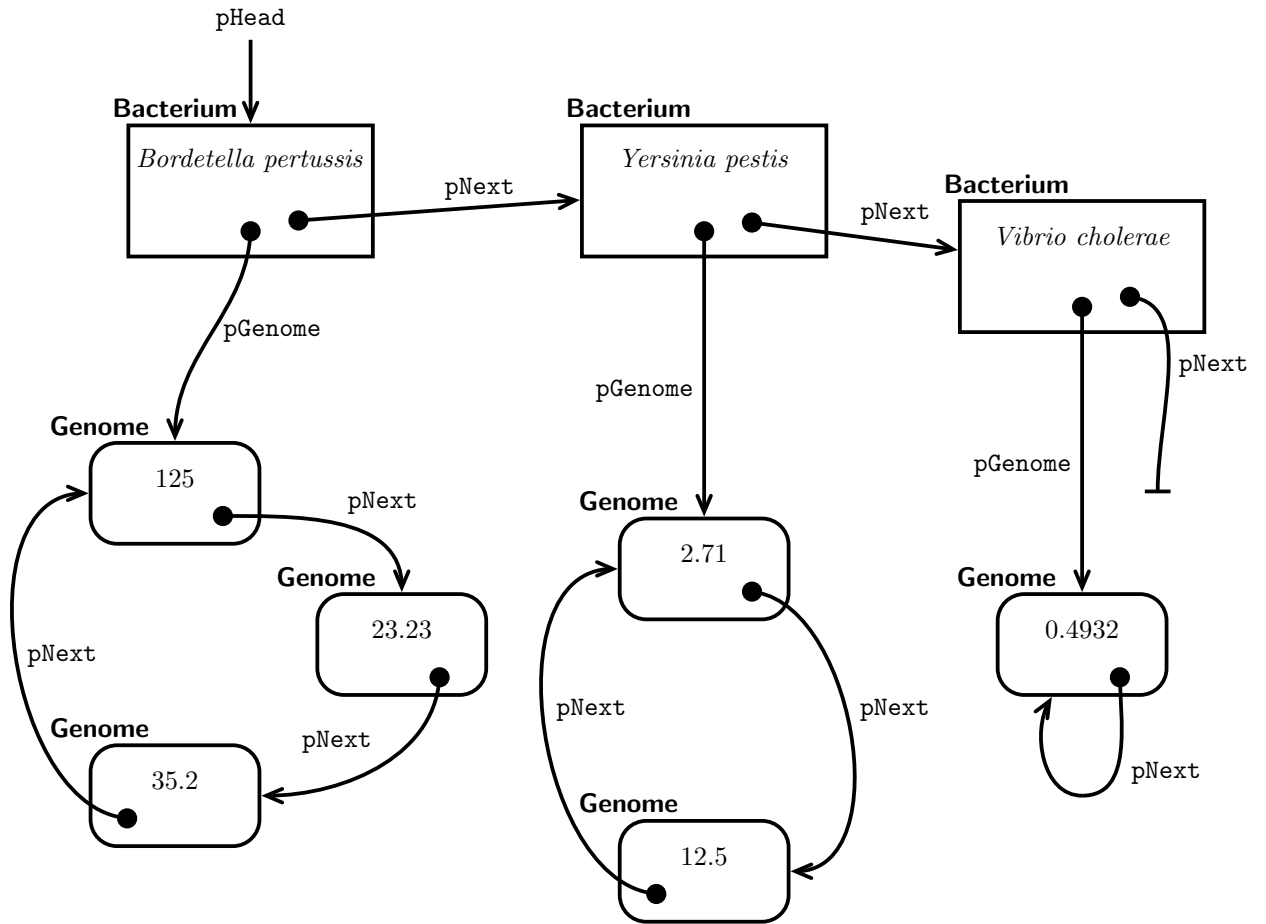 pHead
Bacterium
Bordetella pertussis
pNext
Bacterium
Yersinia pestis
pNext
Bacterium
Vibrio cholerae
pNext
pGenome
pGenome
pGenome
Genome
125
pNext
Genome
23.23
pNext
Genome
35.2
pNext
Genome
2.71
pNext
Genome
12.5
pNext
Genome
0.4932
pNext